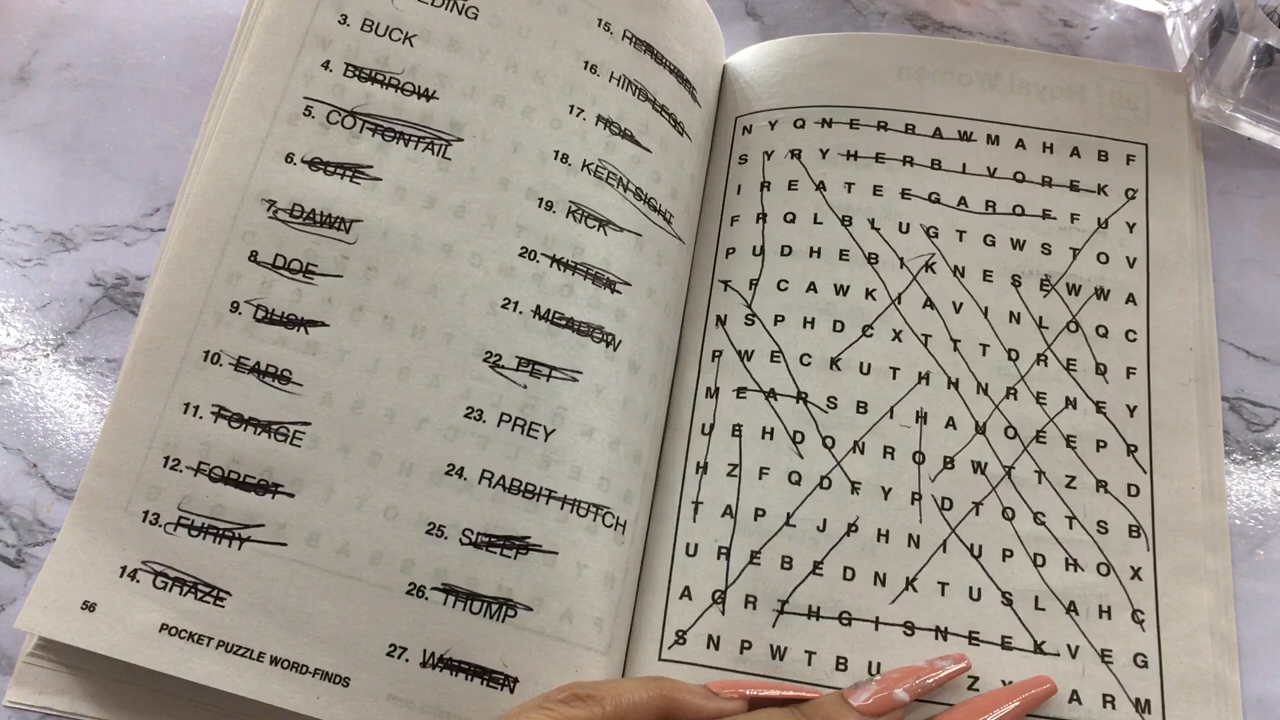 EDING
3. BUCK
4. BURROW
5. COTTONTAIL
6. CUTE
7. DAWN
8. DOE
9. DUSK
10. EARS
11. FORAGE
12. FOREST
13. FURRY
14. GRAZE
15. HERBIVORE
16. HIND LEGS
17. HOP
18. KEEN SIGHT
19. KICK
20. KITTEN
21. MEADOW
22. PET
23. PREY
24. RABBIT HUTCH
25. SLEEP
26. THUMP
27. WARREN
56
POCKET PUZZLE WORD-FINDS
N Y Q N E R R A W M A H A B F
S Y R Y H E R B I V O R E K C
I R E A T E E G A R O F F U Y
F R Q L B L U G T G W S T O V
P U D H E B I K N E S E W W A
T F C A W K I A V I N L O Q C
N S P H D C X T T T D R E D F
P W E C K U T H H N R E N E Y
M E A R S B I H A U O E E P R
U E H D O N R O B W T T Z R D
H Z F Q D F Y P D T O C T S B
T A P L J P H N I U P D H O X
U R E B E D N K T U S L A H C
A G R T H G I S N E E K V E G
S N P W T B U Z A R M